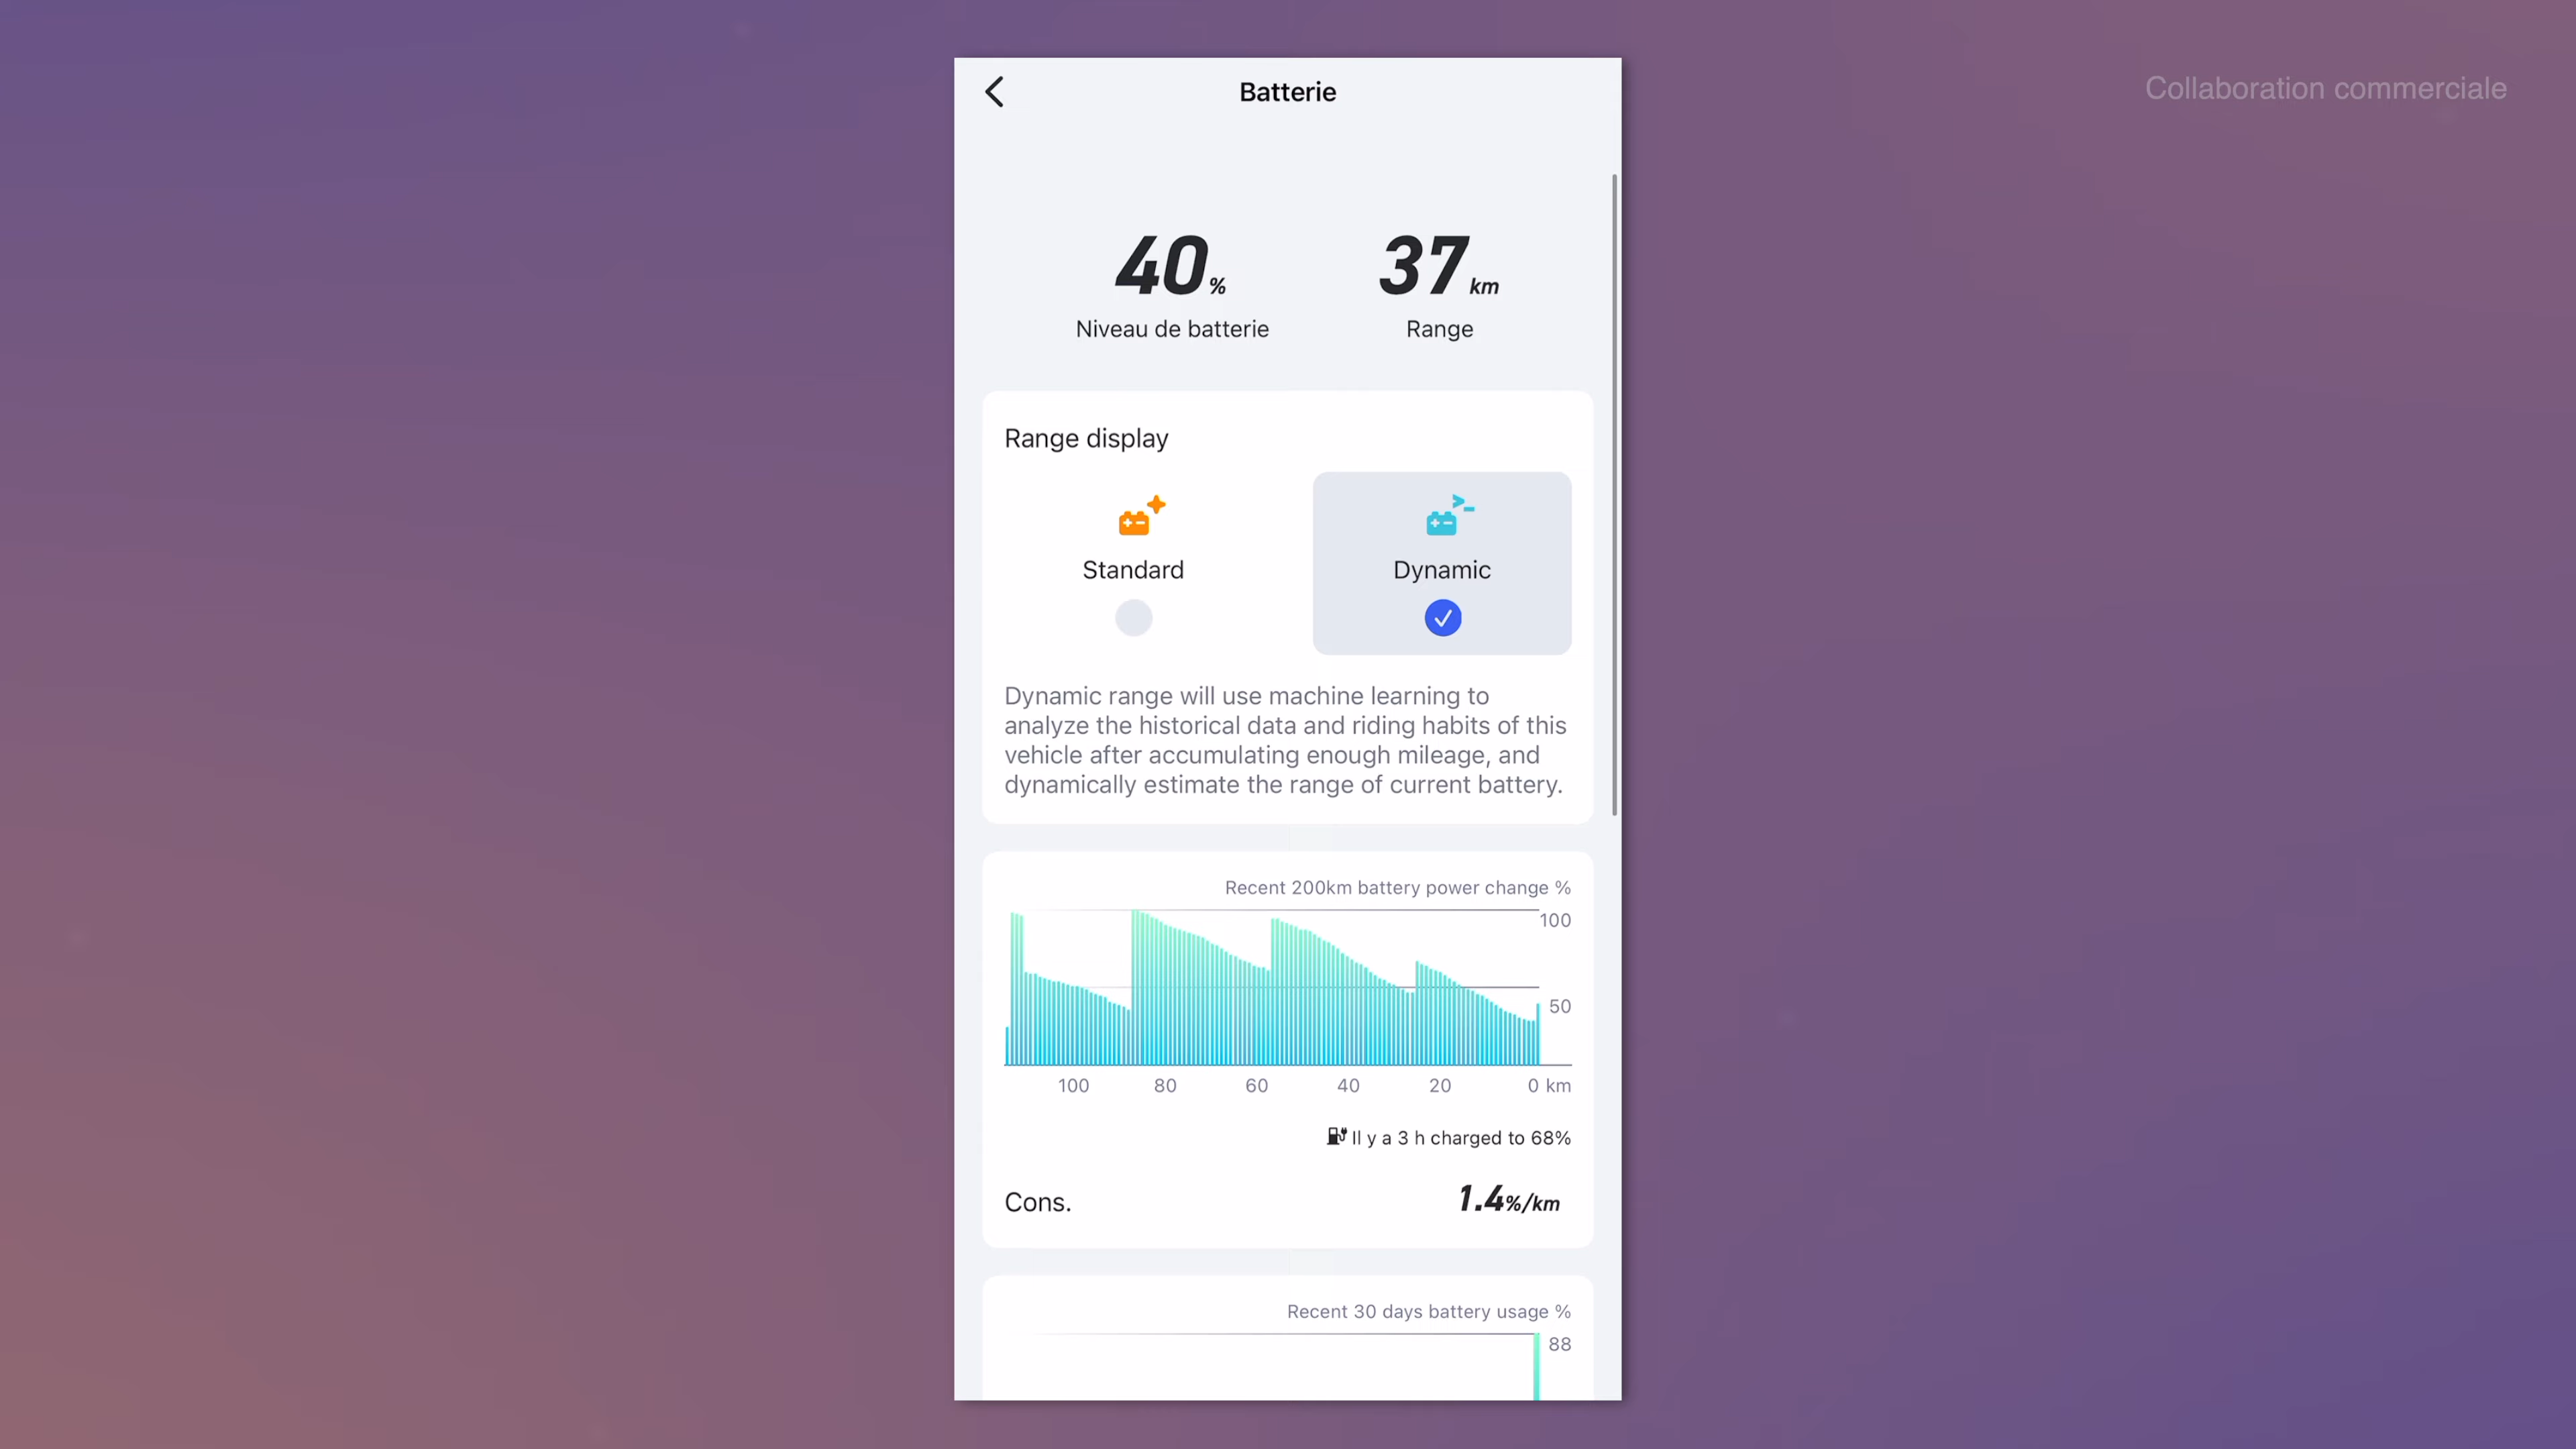 Collaboration commerciale
Batterie
40%
Niveau de batterie
37km
Range
Range display
Standard
Dynamic
Dynamic range will use machine learning to
analyze the historical data and riding habits of this
vehicle after accumulating enough mileage, and
dynamically estimate the range of current battery.
Recent 200km battery power change %
100
50
100 80 60 40 20 0 km
Il y a 3 h charged to 68%
Cons. 1.4%/km
Recent 30 days battery usage %
88